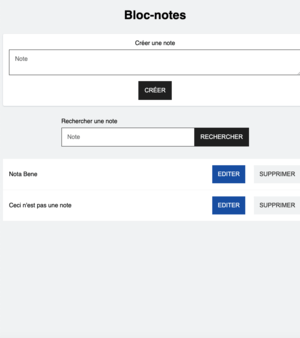 Bloc-notes
Créer une note
Note
CRÉER
Rechercher une note
Note
RECHERCHER
Nota Bene
EDITER
SUPPRIMER
Ceci n'est pas une note
EDITER
SUPPRIMER